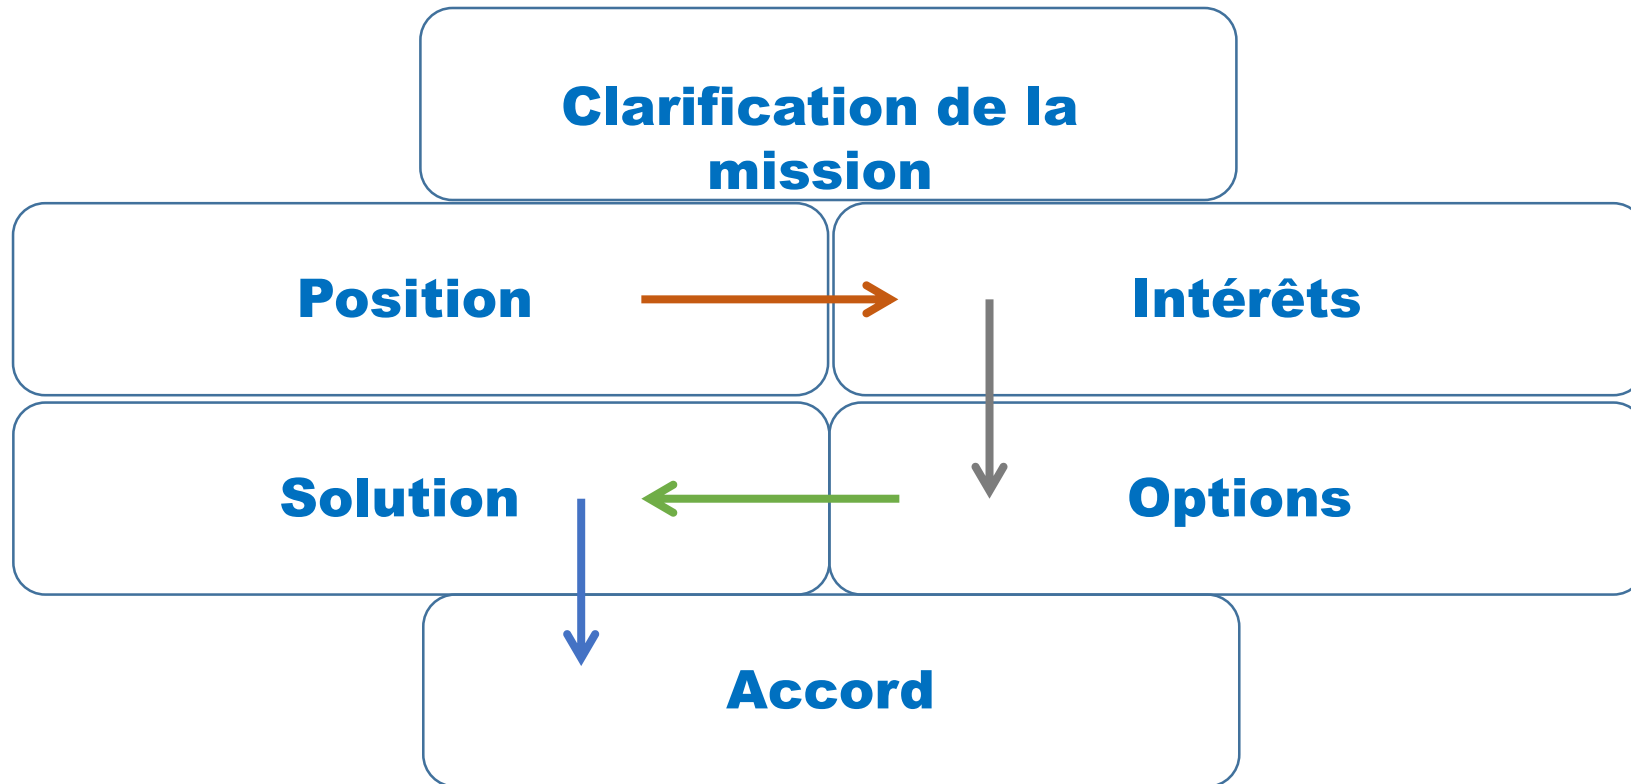 Clarification de la
mission
Position
Intérêts
Solution
Options
Accord